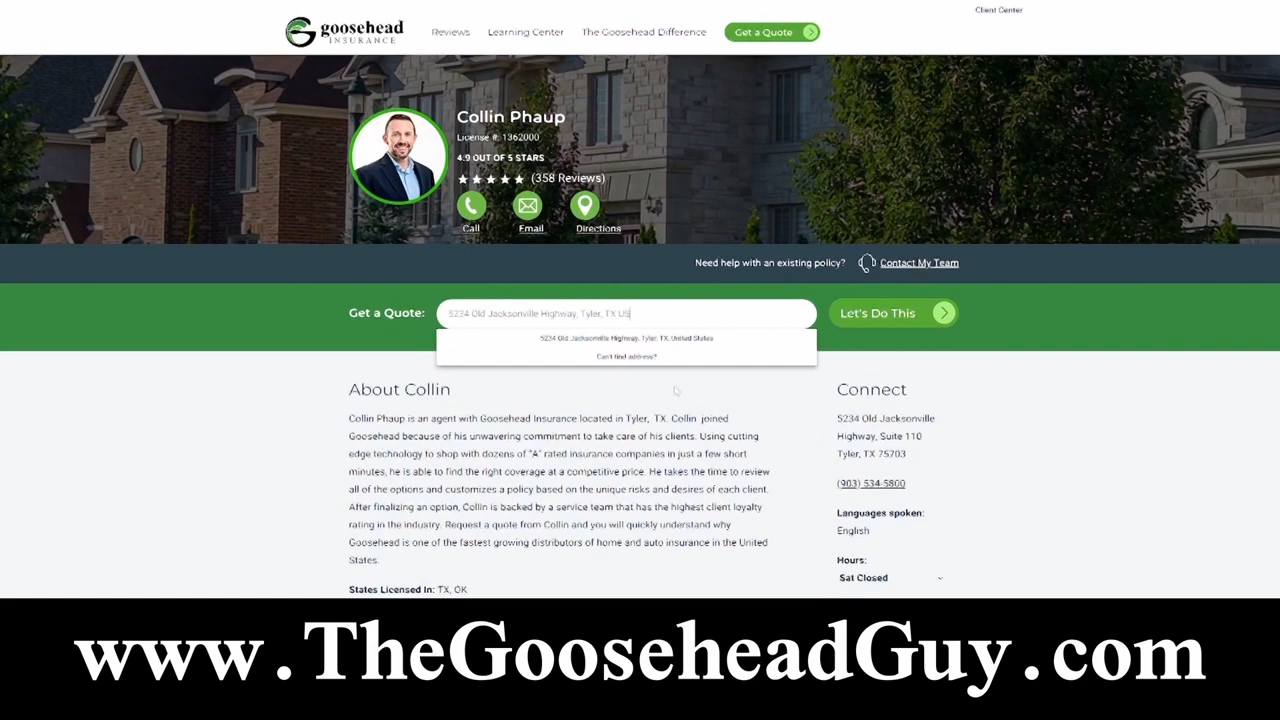 Client Center
goosehead
INSURANCE
Reviews Learning Center The Goosehead Difference Get a Quote
Collin Phaup
License #: 1362000
4.9 OUT OF 5 STARS
(358 Reviews)
Call Email Directions
Need help with an existing policy? Contact My Team
Get a Quote: 5234 Old Jacksonville Highway, Tyler, TX US Let's Do This
5234 Old Jacksonville Highway, Tyler, TX, United States
Can't find address?
About Collin
Collin Phaup is an agent with Goosehead Insurance located in Tyler, TX. Collin joined
Goosehead because of his unwavering commitment to take care of his clients. Using cutting
edge technology to shop with dozens of "A" rated insurance companies in just a few short
minutes, he is able to find the right coverage at a competitive price. He takes the time to review
all of the options and customizes a policy based on the unique risks and desires of each client.
After finalizing an option, Collin is backed by a service team that has the highest client loyalty
rating in the industry. Request a quote from Collin and you will quickly understand why
Goosehead is one of the fastest growing distributors of home and auto insurance in the United
States.
States Licensed In: TX, OK
Connect
5234 Old Jacksonville
Highway, Suite 110
Tyler, TX 75703
(903) 534-5800
Languages spoken:
English
Hours:
Sat Closed
www.TheGooseheadGuy.com